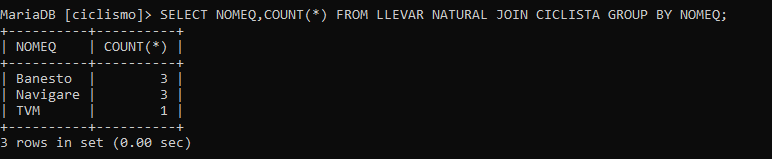 MariaDB [ciclismo]> SELECT NOMEQ,COUNT(*) FROM LLEVAR NATURAL JOIN CICLISTA GROUP BY NOMEQ;
+----------+----------+
| NOMEQ    | COUNT(*) |
+----------+----------+
| Banesto  |        3 |
| Navigare |        3 |
| TVM      |        1 |
+----------+----------+
3 rows in set (0.00 sec)